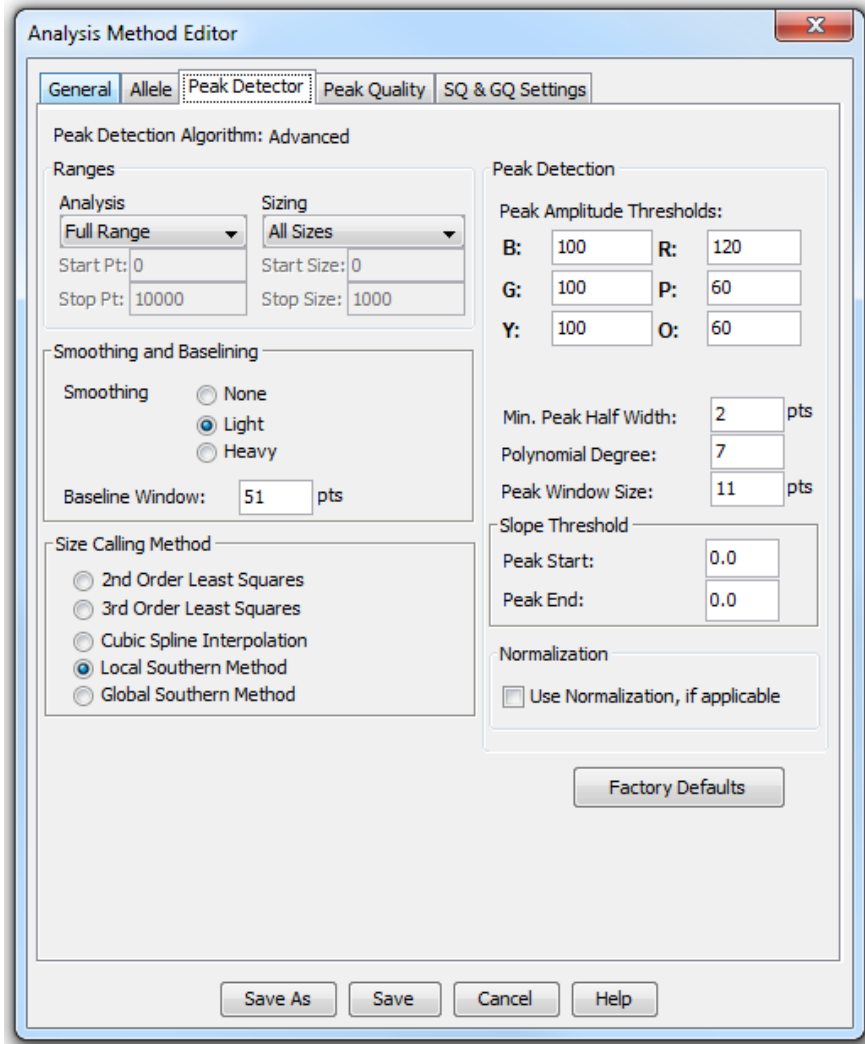 Analysis Method Editor
General Allele Peak Detector Peak Quality SQ & GQ Settings
Peak Detection Algorithm: Advanced
Ranges
Analysis Sizing
Full Range All Sizes
Start Pt: 0 Start Size: 0
Stop Pt: 10000 Stop Size: 1000
Smoothing and Baselining
Smoothing None
Light
Heavy
Baseline Window: 51 pts
Size Calling Method
2nd Order Least Squares
3rd Order Least Squares
Cubic Spline Interpolation
Local Southern Method
Global Southern Method
Peak Detection
Peak Amplitude Thresholds:
B: 100 R: 120
G: 100 P: 60
Y: 100 O: 60
Min. Peak Half Width: 2 pts
Polynomial Degree: 7
Peak Window Size: 11 pts
Slope Threshold
Peak Start: 0.0
Peak End: 0.0
Normalization
Use Normalization, if applicable
Factory Defaults
Save As Save Cancel Help